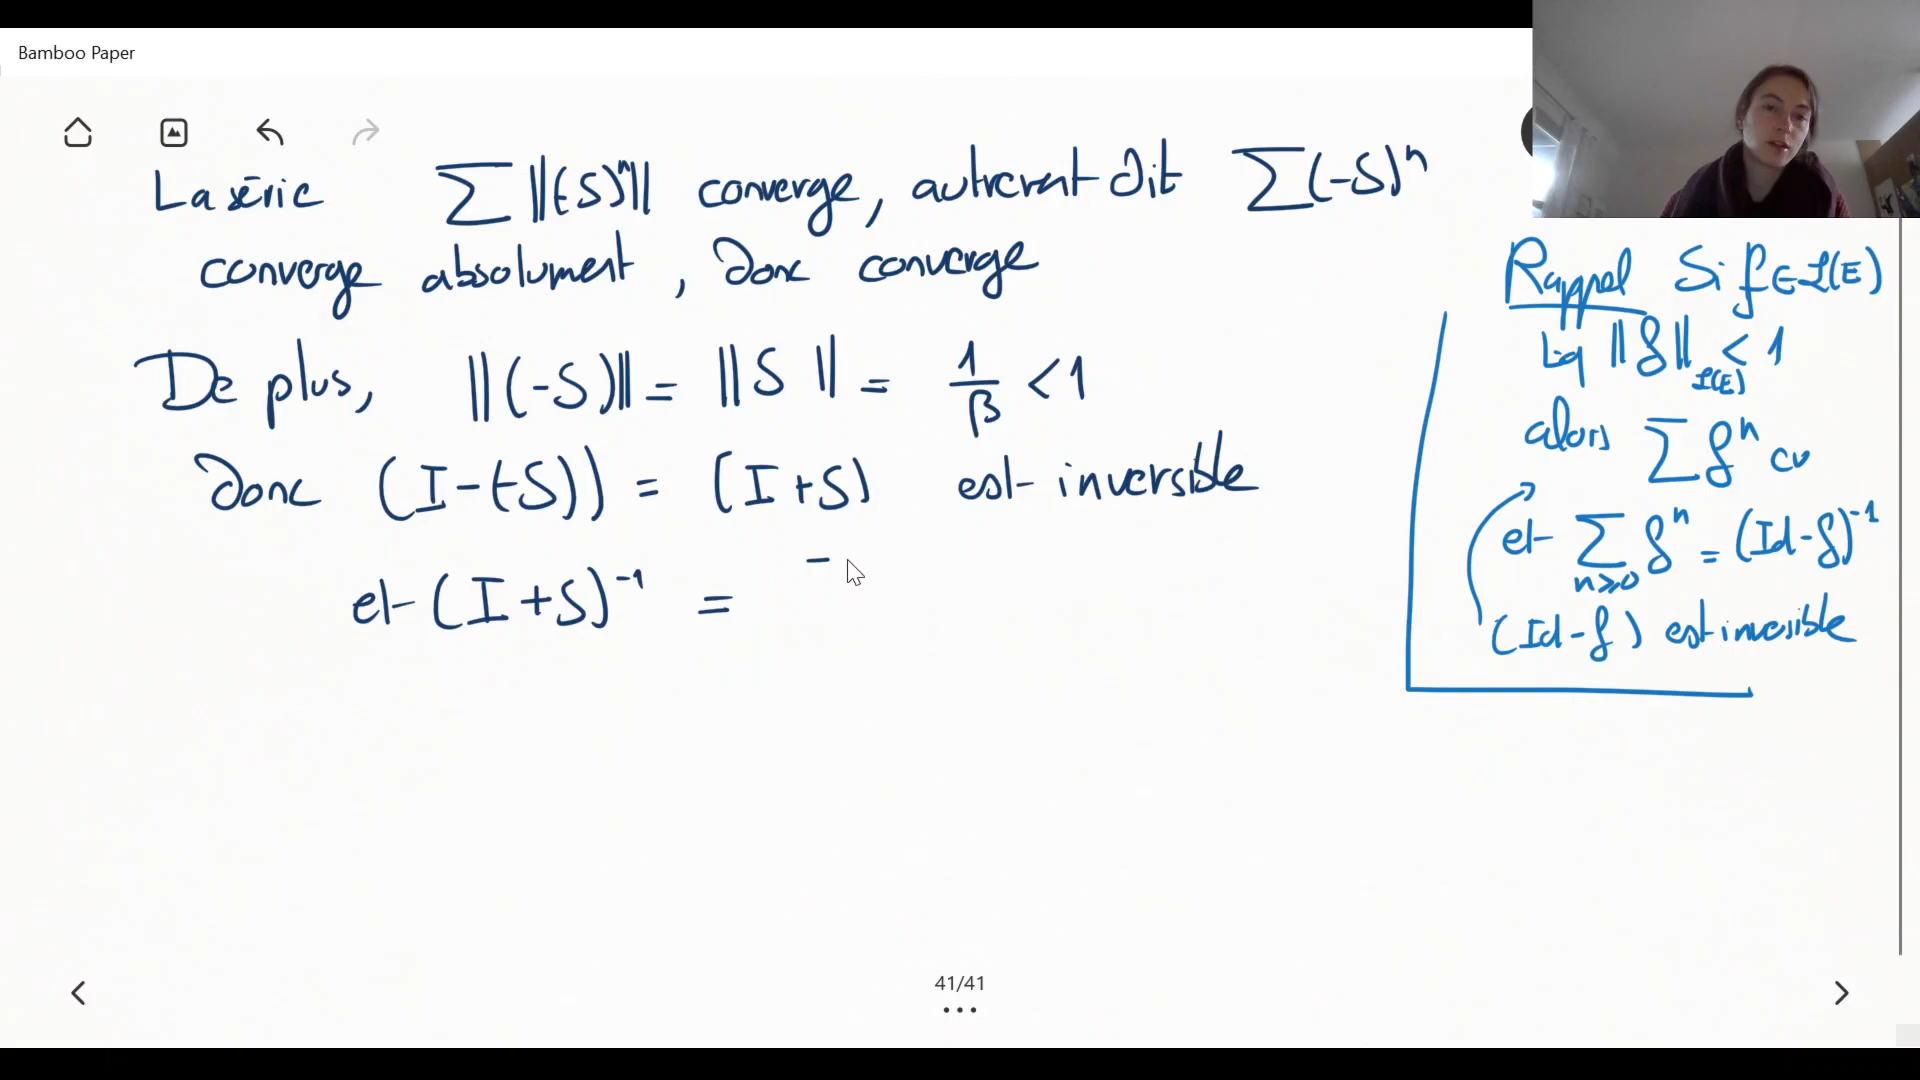 Bamboo Paper
La série ∑ ||(-S)ⁿ|| converge, autrement dit ∑(-S)ⁿ
converge absolument, donc converge
De plus, ||(-S)|| = ||S|| = 1/β < 1
donc (I-(-S)) = (I+S) est inversible
et (I+S)⁻¹ =
Rappel Si f∈ℒ(E)
tq ||f||ℒ(E) < 1
alors ∑ fⁿ cv
et ∑n≥0 fⁿ = (Id-f)⁻¹
(Id-f) est inversible
41/41